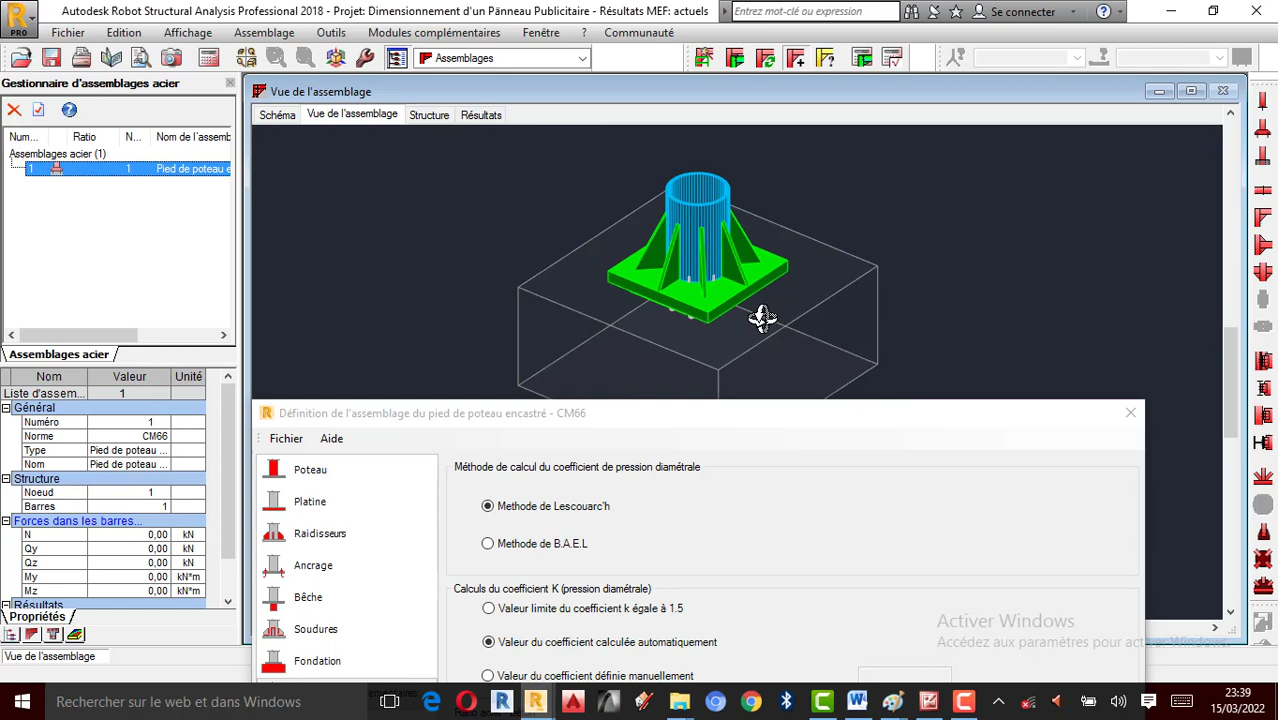 Autodesk Robot Structural Analysis Professional 2018 - Projet: Dimensionnement d'un Pänneau Publicitaire - Résultats MEF: actuels
Entrez mot-clé ou expression
Se connecter
PRO
Fichier Edition Affichage Assemblage Outils Modules complémentaires Fenêtre ? Communauté
Assemblages
Gestionnaire d'assemblages acier
Vue de l'assemblage
Schéma Vue de l'assemblage Structure Résultats
Num... Ratio N... Nom de l'assemb
Assemblages acier (1)
1 1 Pied de poteau e
Assemblages acier
Nom Valeur Unité
Liste d'assem... 1
Général
Numéro 1
Norme CM66
Type Pied de poteau ...
Nom Pied de poteau ...
Structure
Noeud 1
Barres 1
Forces dans les barres...
N 0,00 kN
Qy 0,00 kN
Qz 0,00 kN
My 0,00 kN*m
Mz 0,00 kN*m
Résultats
Propriétés
Vue de l'assemblage
Définition de l'assemblage du pied de poteau encastré - CM66
Fichier Aide
Poteau
Platine
Raidisseurs
Ancrage
Bêche
Soudures
Fondation
Méthode de calcul du coefficient de pression diamétrale
Methode de Lescouarc'h
Methode de B.A.E.L
Calculs du coefficient K (pression diamétrale)
Valeur limite du coefficient k égale à 1.5
Valeur du coefficient calculée automatiquement
Valeur du coefficient définie manuellement
Activer Windows
Accédez aux paramètres pour activer Windows.
Rechercher sur le web et dans Windows
23:39
15/03/2022